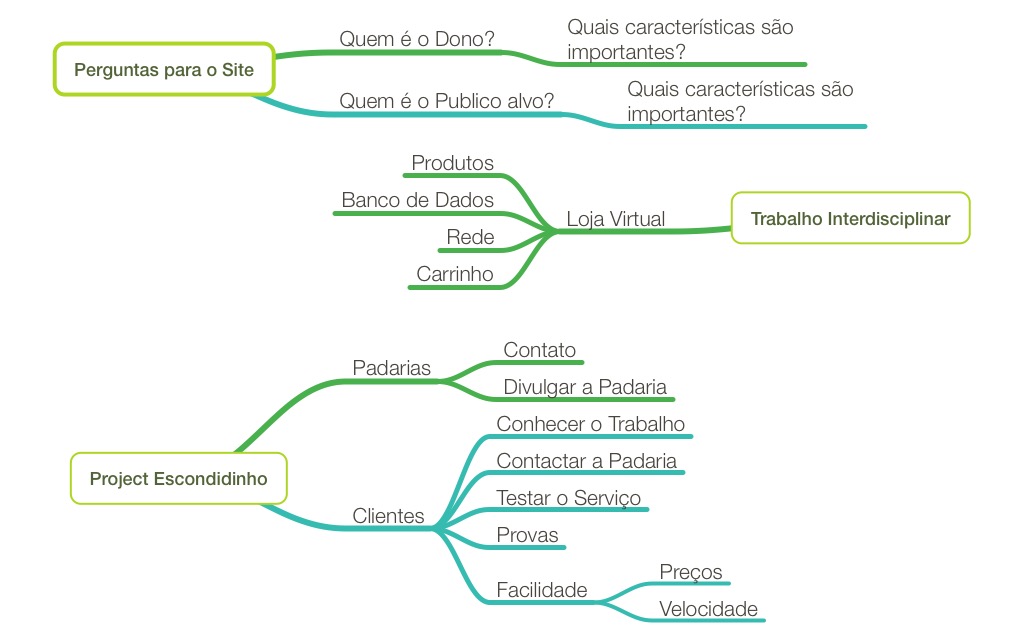 Perguntas para o Site
Quem é o Dono?
Quais características são
importantes?
Quem é o Publico alvo?
Quais características são
importantes?
Produtos
Banco de Dados
Rede
Carrinho
Loja Virtual
Trabalho Interdisciplinar
Project Escondidinho
Padarias
Contato
Divulgar a Padaria
Clientes
Conhecer o Trabalho
Contactar a Padaria
Testar o Serviço
Provas
Facilidade
Preços
Velocidade